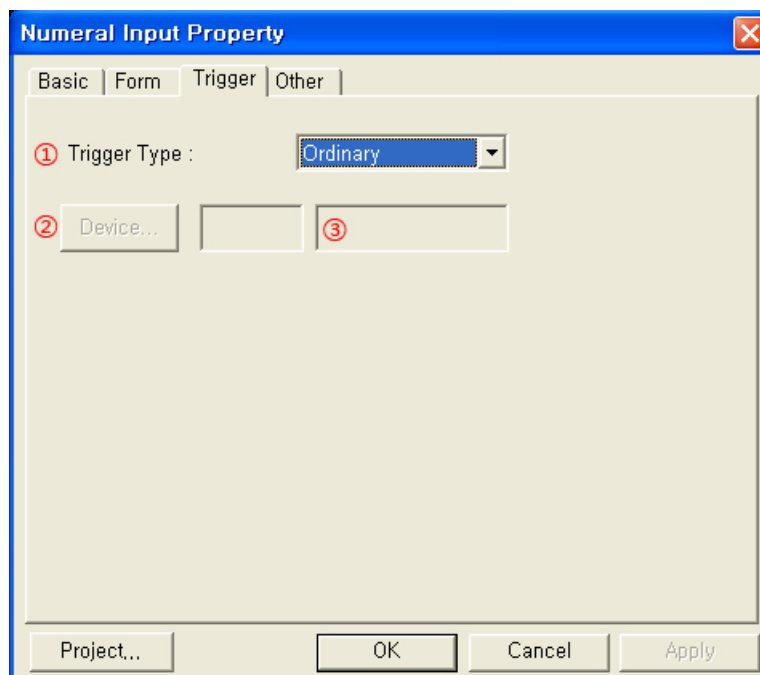 Numeral Input Property
Basic Form Trigger Other
① Trigger Type : Ordinary
② Device... ③
Project,,, OK Cancel Apply